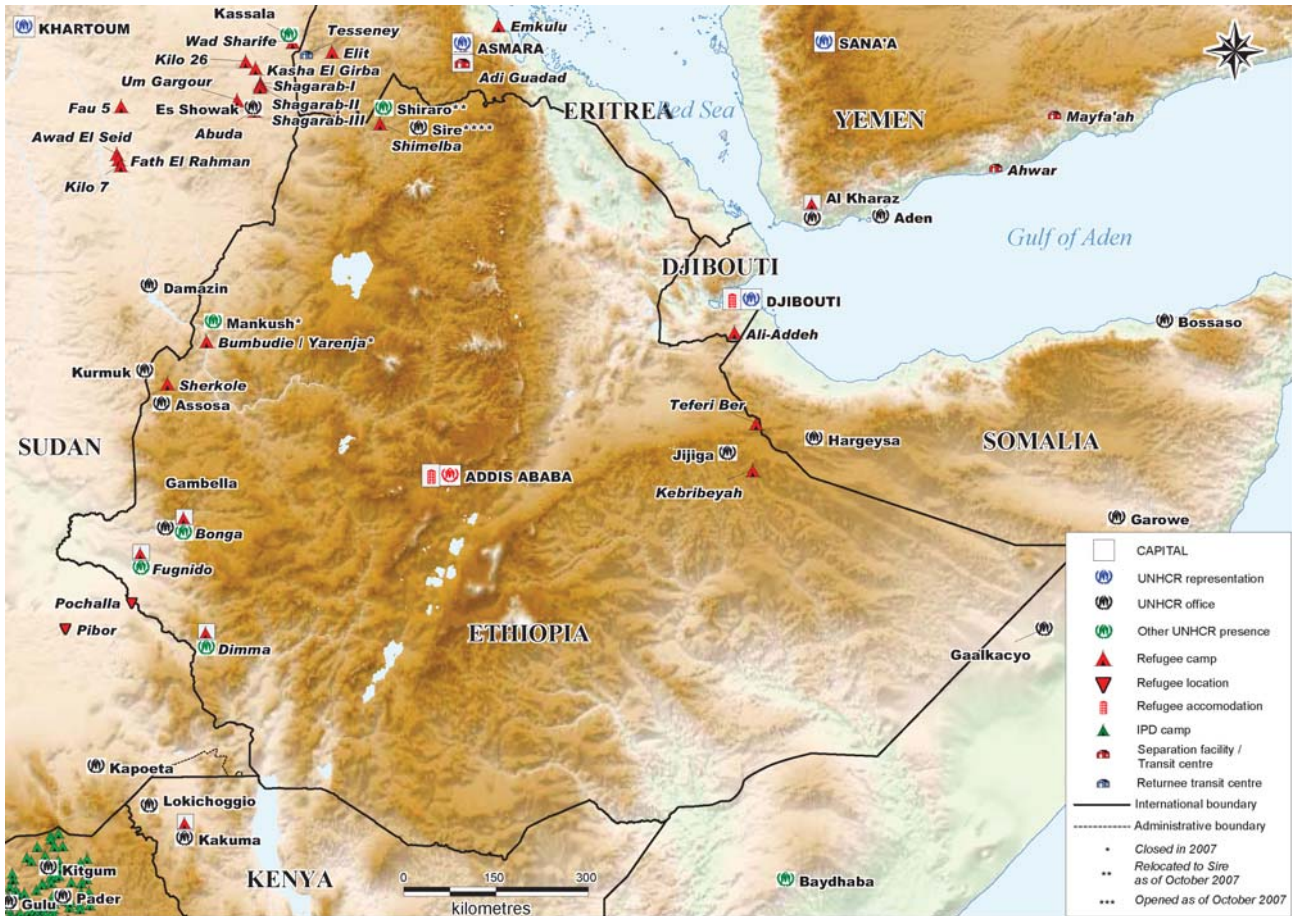 KHARTOUM
Kassala
Wad Sharife
Tesseney
Elit
Emkulu
ASMARA
Adi Guadad
SANA'A
Kilo 26
Kasha El Girba
Um Gargour
Shagarab-I
Fau 5
Es Showak
Shagarab-II
Shagarab-III
Abuda
Shiraro**
Sire****
Shimelba
ERITREA
Red Sea
YEMEN
Mayfa'ah
Ahwar
Awad El Seid
Fath El Rahman
Kilo 7
Al Kharaz
Aden
Gulf of Aden
Damazin
DJIBOUTI
DJIBOUTI
Mankush*
Bumbudie / Yarenja*
Ali-Addeh
Bossaso
Kurmuk
Sherkole
Assosa
Teferi Ber
SUDAN
Hargeysa
SOMALIA
Jijiga
ADDIS ABABA
Kebribeyah
Gambella
Bonga
Garowe
Fugnido
Pochalla
Pibor
ETHIOPIA
Dimma
Gaalkacyo
Kapoeta
Lokichoggio
Kakuma
Kitgum
Pader
Gulu
KENYA
Baydhaba
0 150 300
kilometres
CAPITAL
UNHCR representation
UNHCR office
Other UNHCR presence
Refugee camp
Refugee location
Refugee accomodation
IPD camp
Separation facility /
Transit centre
Returnee transit centre
International boundary
Administrative boundary
* Closed in 2007
** Relocated to Sire
as of October 2007
*** Opened as of October 2007